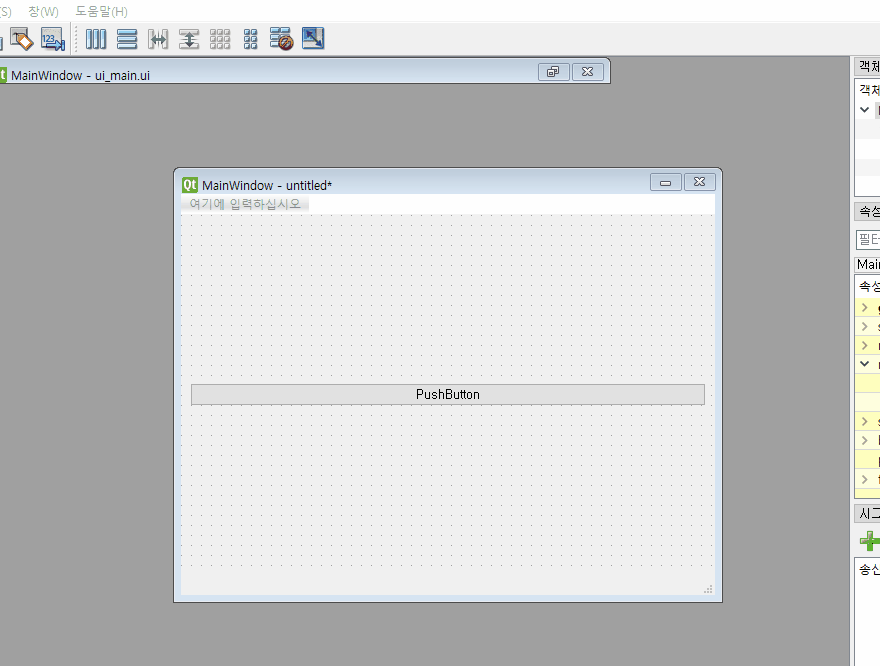 (S) 창(W) 도움말(H)
123
MainWindow - ui_main.ui
Qt MainWindow - untitled*
여기에 입력하십시오
PushButton
객체
객체
속성
필터
Main
속성
시그
송신